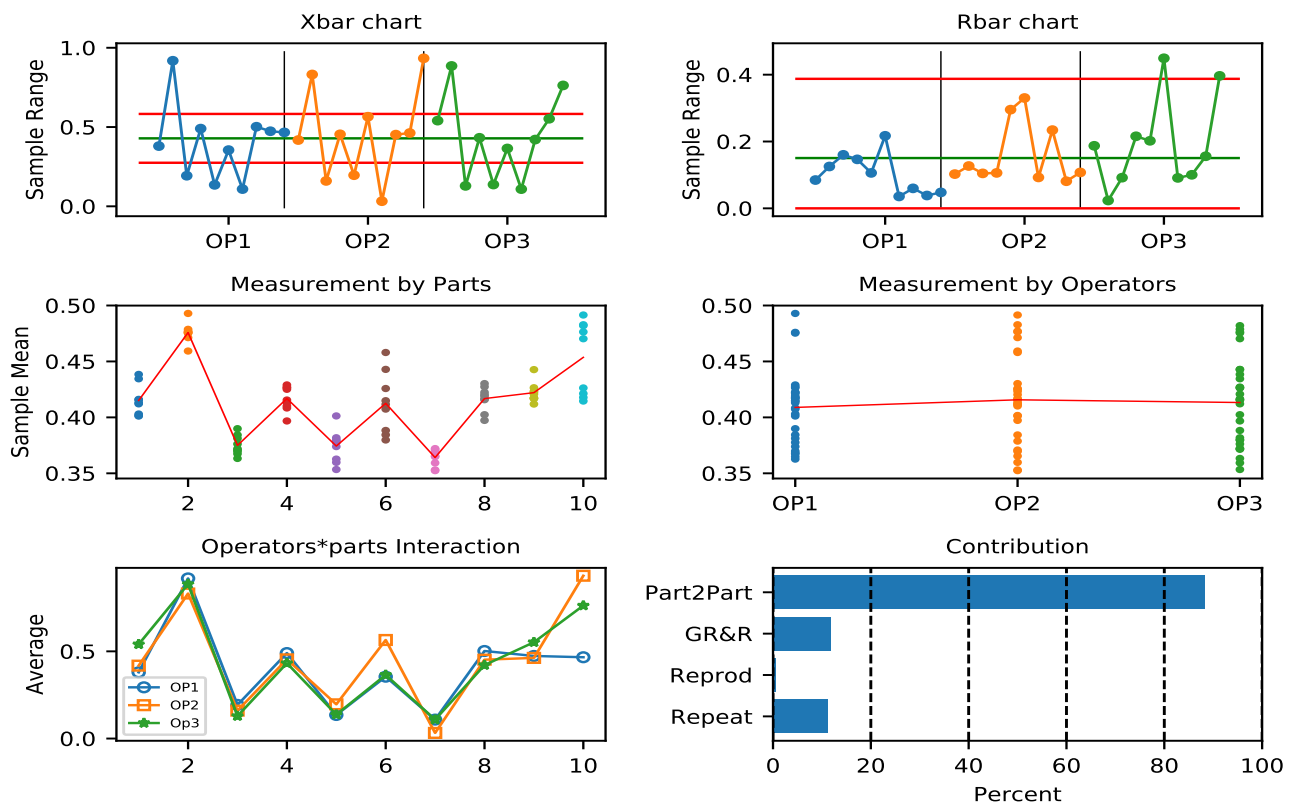 Xbar chart
Sample Range
1.0
0.5
0.0
OP1 OP2 OP3
Rbar chart
Sample Range
0.4
0.2
0.0
OP1 OP2 OP3
Measurement by Parts
Sample Mean
0.50
0.45
0.40
0.35
2 4 6 8 10
Measurement by Operators
0.50
0.45
0.40
0.35
OP1 OP2 OP3
Operators*parts Interaction
Average
0.5
0.0
OP1
OP2
Op3
2 4 6 8 10
Contribution
Part2Part
GR&R
Reprod
Repeat
0 20 40 60 80 100
Percent